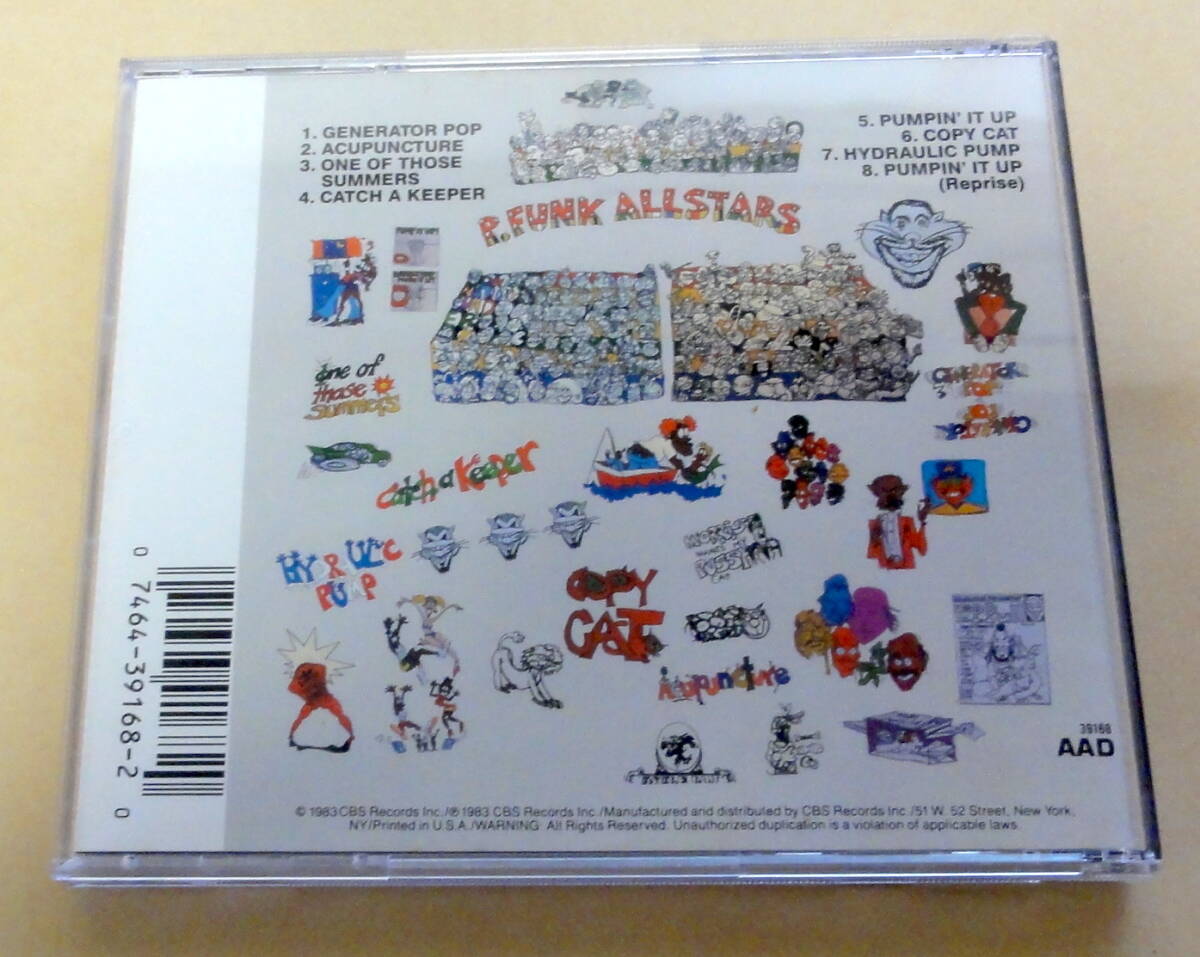 1. GENERATOR POP
2. ACUPUNCTURE
3. ONE OF THOSE
SUMMERS
4. CATCH A KEEPER
5. PUMPIN' IT UP
6. COPY CAT
7. HYDRAULIC PUMP
8. PUMPIN' IT UP
(Reprise)
P.FUNK ALLSTARS
one of
those
summers
Catch a Keeper
HYDRAULIC
PUMP
COPY
CAT
Acupuncture
GENERATOR
POP
0 7464-39168-2 0
39168
AAD
© 1983 CBS Records Inc./℗ 1983 CBS Records Inc./Manufactured and distributed by CBS Records Inc./51 W. 52 Street, New York,
NY/Printed in U.S.A./WARNING: All Rights Reserved. Unauthorized duplication is a violation of applicable laws.